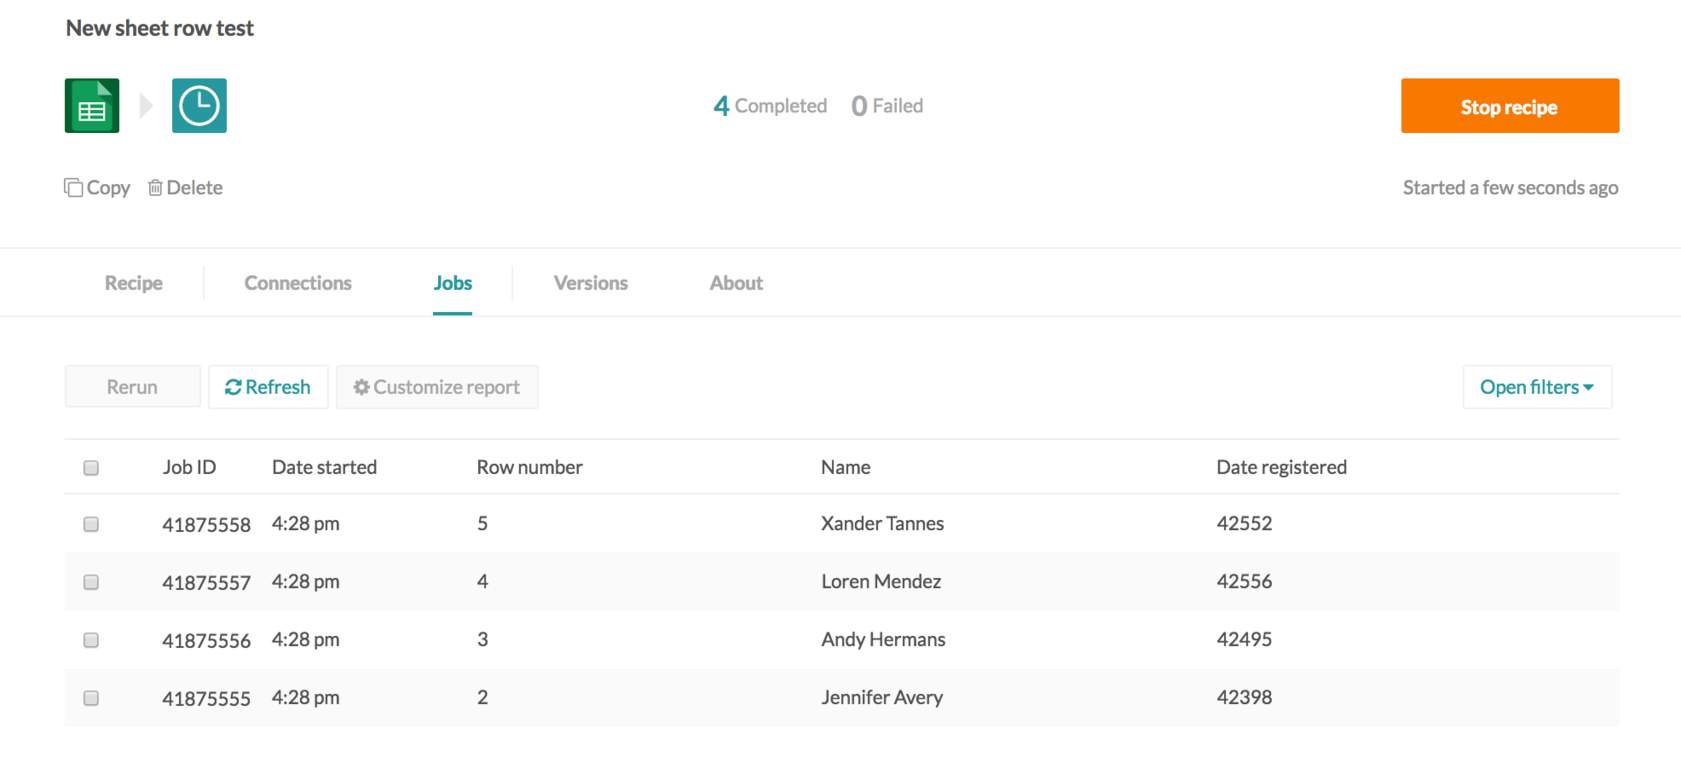 New sheet row test
4 Completed 0 Failed
Stop recipe
Copy Delete
Started a few seconds ago
Recipe Connections Jobs Versions About
Rerun Refresh Customize report Open filters
Job ID Date started Row number Name Date registered
41875558 4:28 pm 5 Xander Tannes 42552
41875557 4:28 pm 4 Loren Mendez 42556
41875556 4:28 pm 3 Andy Hermans 42495
41875555 4:28 pm 2 Jennifer Avery 42398